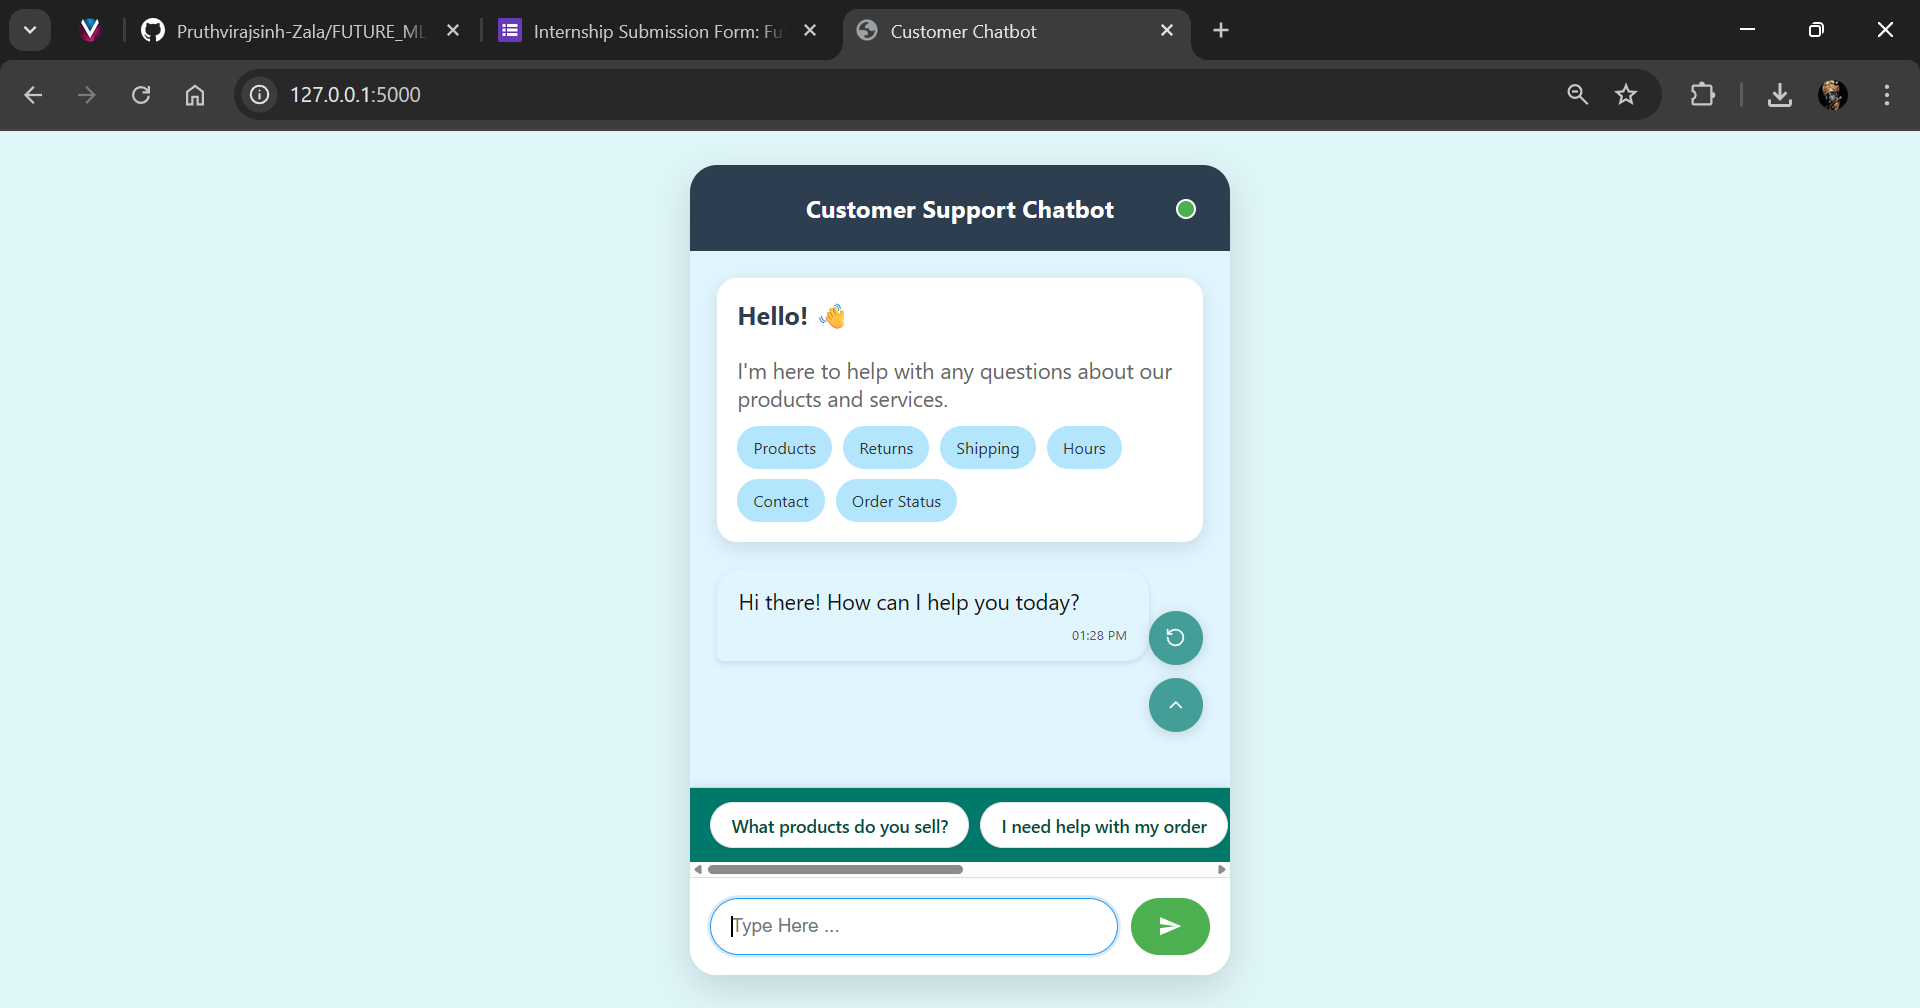 Pruthvirajsinh-Zala/FUTURE_ML
Internship Submission Form: Fu
Customer Chatbot
127.0.0.1:5000
Customer Support Chatbot
Hello! 👋
I'm here to help with any questions about our
products and services.
Products Returns Shipping Hours
Contact Order Status
Hi there! How can I help you today?
01:28 PM
What products do you sell? I need help with my order
Type Here ...